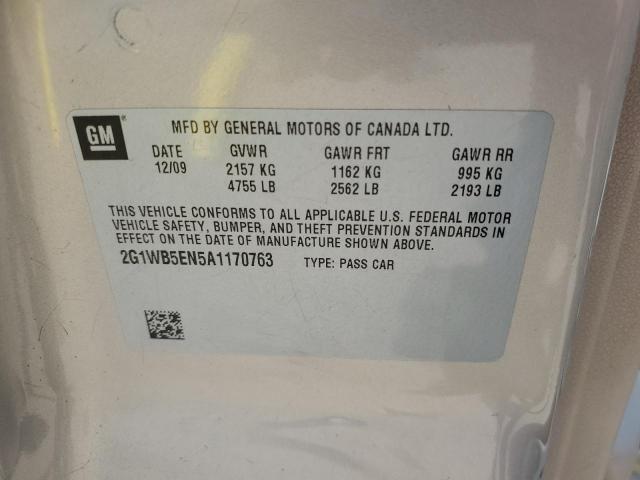 GM ®
MFD BY GENERAL MOTORS OF CANADA LTD.
DATE GVWR GAWR FRT GAWR RR
12/09 2157 KG 1162 KG 995 KG
4755 LB 2562 LB 2193 LB
THIS VEHICLE CONFORMS TO ALL APPLICABLE U.S. FEDERAL MOTOR
VEHICLE SAFETY, BUMPER, AND THEFT PREVENTION STANDARDS IN
EFFECT ON THE DATE OF MANUFACTURE SHOWN ABOVE.
2G1WB5EN5A1170763 TYPE: PASS CAR